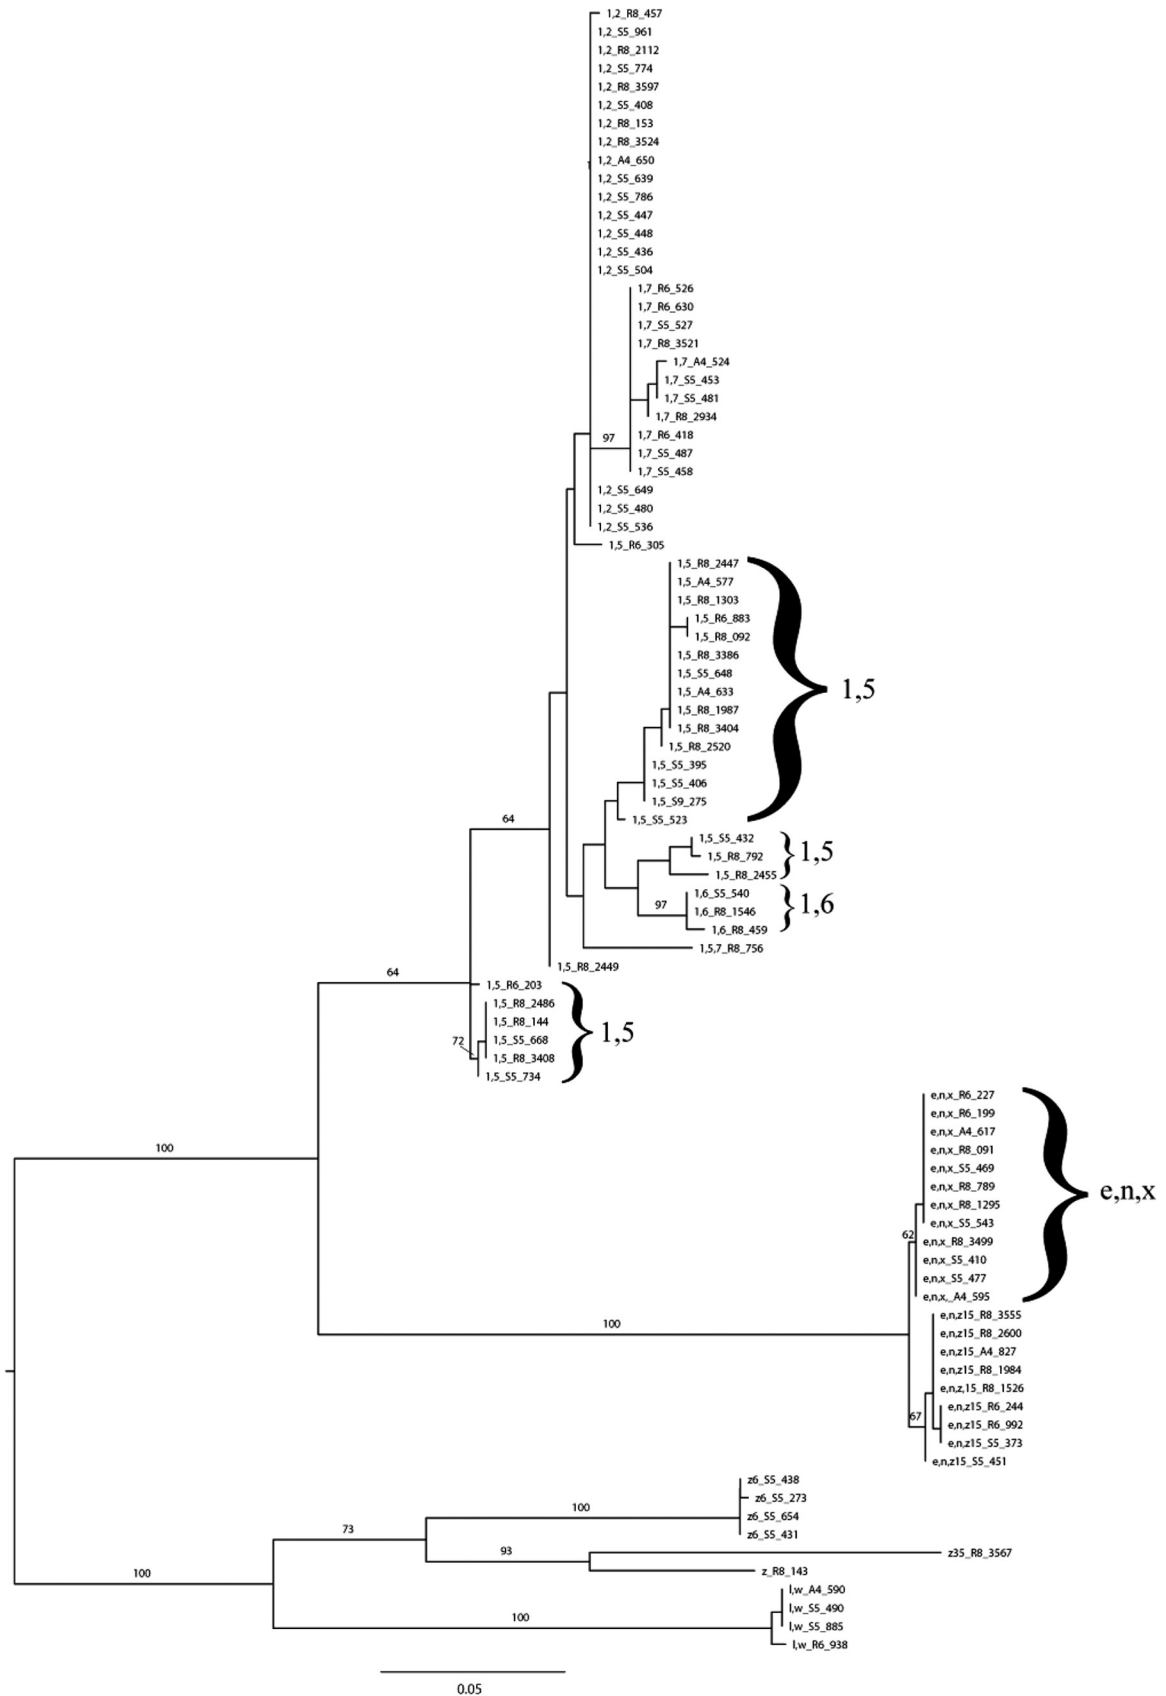 1,2_R8_457
1,2_S5_961
1,2_R8_2112
1,2_S5_774
1,2_R8_3597
1,2_S5_408
1,2_R8_153
1,2_R8_3524
1,2_A4_650
1,2_S5_639
1,2_S5_786
1,2_S5_447
1,2_S5_448
1,2_S5_436
1,2_S5_504
1,7_R6_526
1,7_R6_630
1,7_S5_527
1,7_R8_3521
1,7_A4_524
1,7_S5_453
1,7_S5_481
1,7_R8_2934
97 1,7_R6_418
1,7_S5_487
1,7_S5_458
1,2_S5_649
1,2_S5_480
1,2_S5_536
1,5_R6_305
1,5_R8_2447
1,5_A4_577
1,5_R8_1303
1,5_R6_883
1,5_R8_092
1,5_R8_3386
1,5_S5_648
1,5_A4_633 1,5
1,5_R8_1987
1,5_R8_3404
1,5_R8_2520
1,5_S5_395
1,5_S5_406
1,5_S9_275
64 1,5_S5_523
1,5_S5_432
1,5_R8_792 1,5
1,5_R8_2455
1,6_S5_540
97 1,6_R8_1546 1,6
1,6_R8_459
1,5,7_R8_756
1,5_R8_2449
64
1,5_R6_203
1,5_R8_2486
1,5_R8_144
72 1,5_S5_668 1,5
1,5_R8_3408
1,5_S5_734
e,n,x_R6_227
e,n,x_R6_199
e,n,x_A4_617
100 e,n,x_R8_091
e,n,x_S5_469
e,n,x_R8_789 e,n,x
e,n,x_R8_1295
e,n,x_S5_543
62 e,n,x_R8_3499
e,n,x_S5_410
e,n,x_S5_477
e,n,x,_A4_595
e,n,z15_R8_3555
100 e,n,z15_R8_2600
e,n,z15_A4_827
e,n,z15_R8_1984
e,n,z,15_R8_1526
e,n,z15_R6_244
67 e,n,z15_R6_992
e,n,z15_S5_373
e,n,z15_S5_451
z6_S5_438
z6_S5_273
100 z6_S5_654
73 z6_S5_431
93 z35_R8_3567
100 z_R8_143
l,w_A4_590
l,w_S5_490
100 l,w_S5_885
l,w_R6_938
0.05